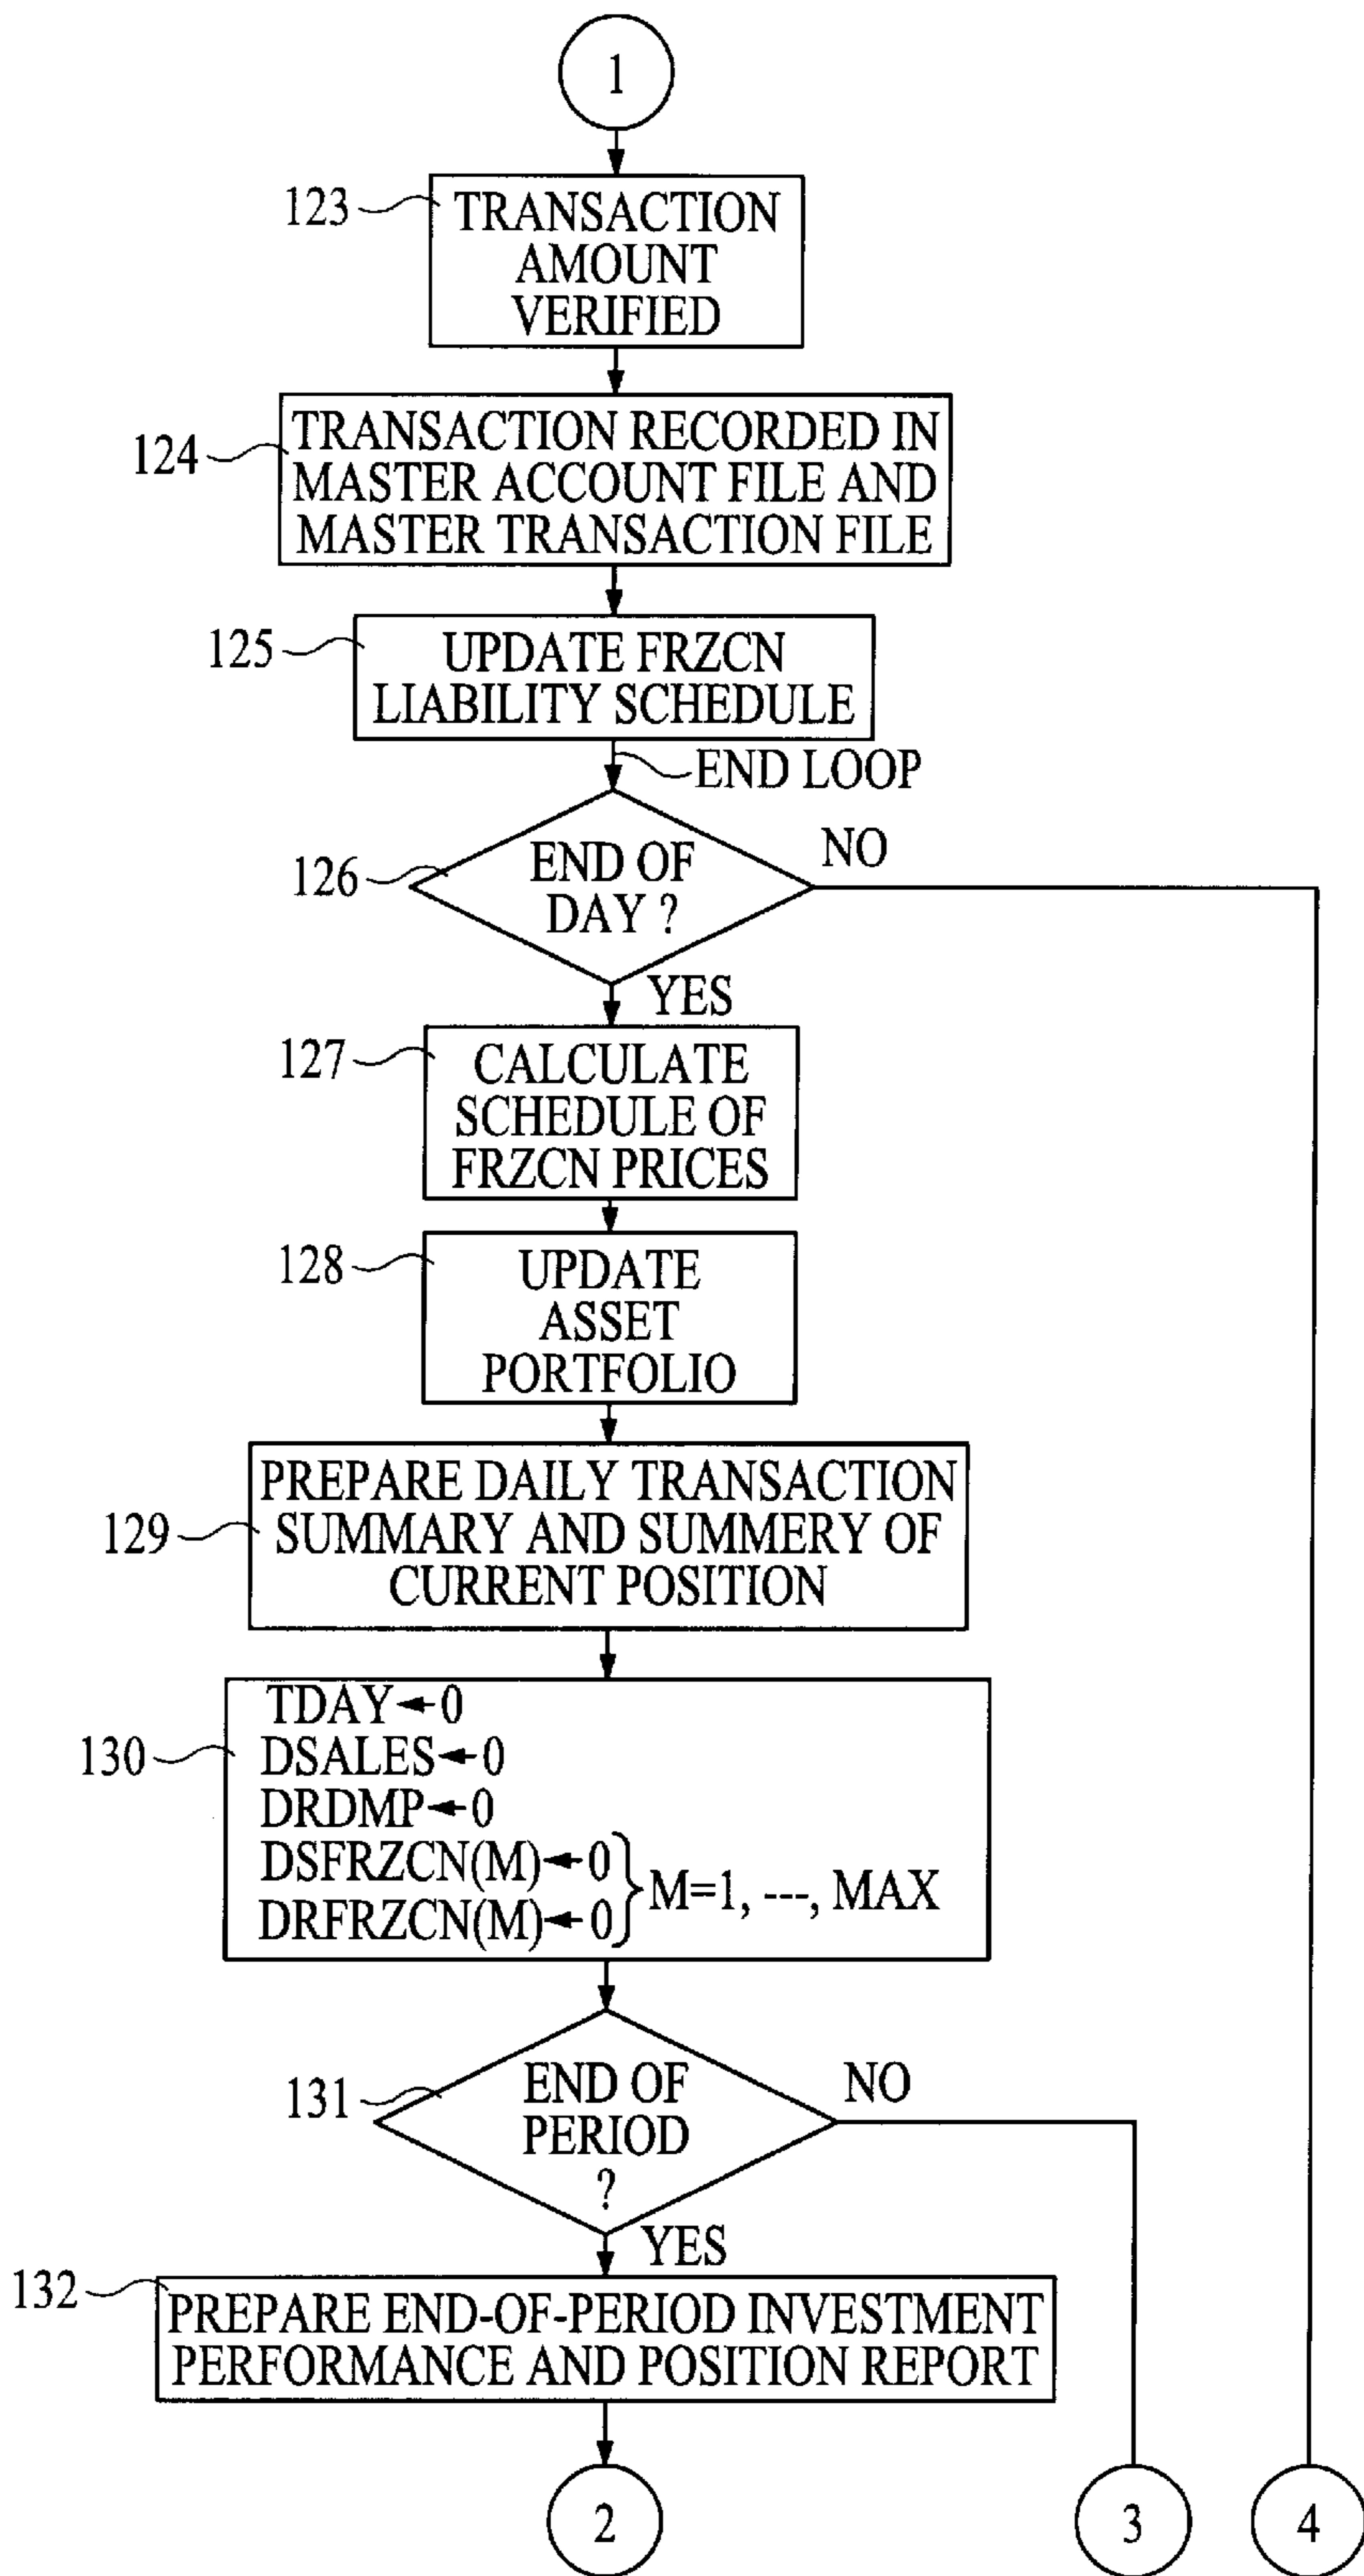 1
123
TRANSACTION
AMOUNT
VERIFIED
124
TRANSACTION RECORDED IN
MASTER ACCOUNT FILE AND
MASTER TRANSACTION FILE
125
UPDATE FRZCN
LIABILITY SCHEDULE
END LOOP
126
END OF
DAY ?
NO
YES
127
CALCULATE
SCHEDULE OF
FRZCN PRICES
128
UPDATE
ASSET
PORTFOLIO
129
PREPARE DAILY TRANSACTION
SUMMARY AND SUMMERY OF
CURRENT POSITION
130
TDAY←0
DSALES←0
DRDMP←0
DSFRZCN(M)←0
DRFRZCN(M)←0
M=1, ---, MAX
131
END OF
PERIOD
?
NO
YES
132
PREPARE END-OF-PERIOD INVESTMENT
PERFORMANCE AND POSITION REPORT
2
3
4